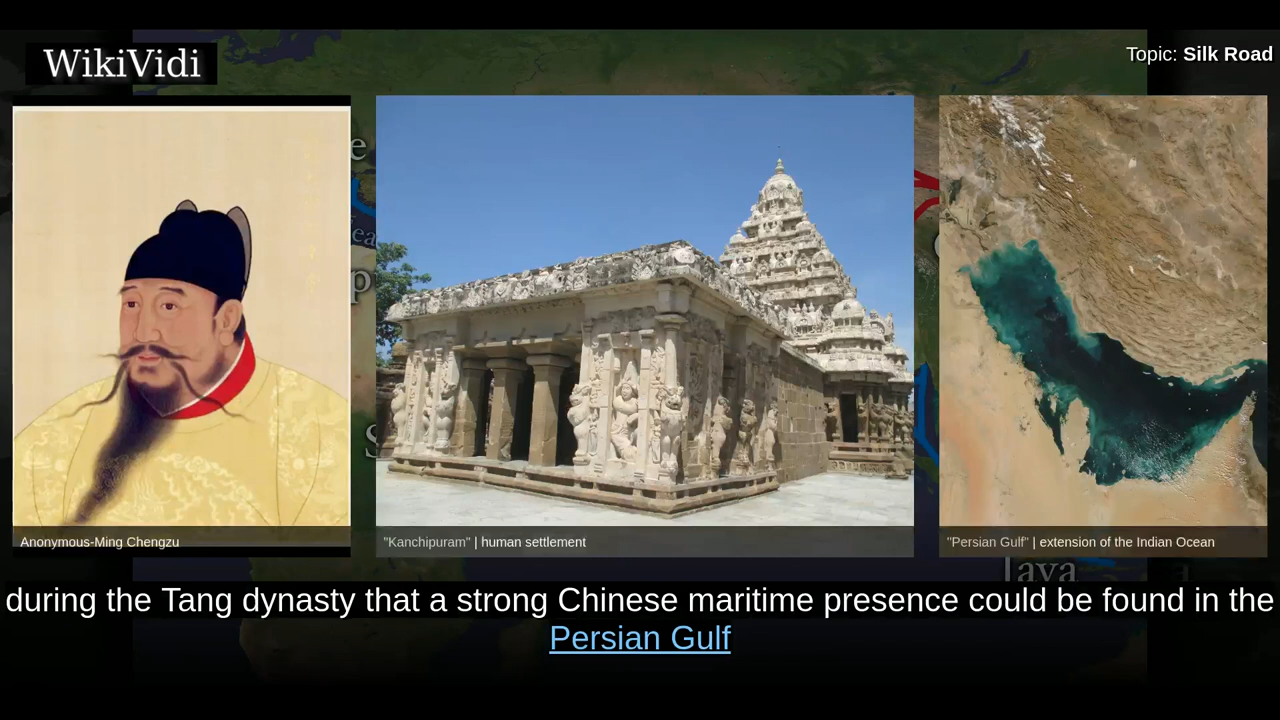 WikiVidi
Topic: Silk Road
Anonymous-Ming Chengzu
"Kanchipuram" | human settlement
"Persian Gulf" | extension of the Indian Ocean
Java
during the Tang dynasty that a strong Chinese maritime presence could be found in the
Persian Gulf